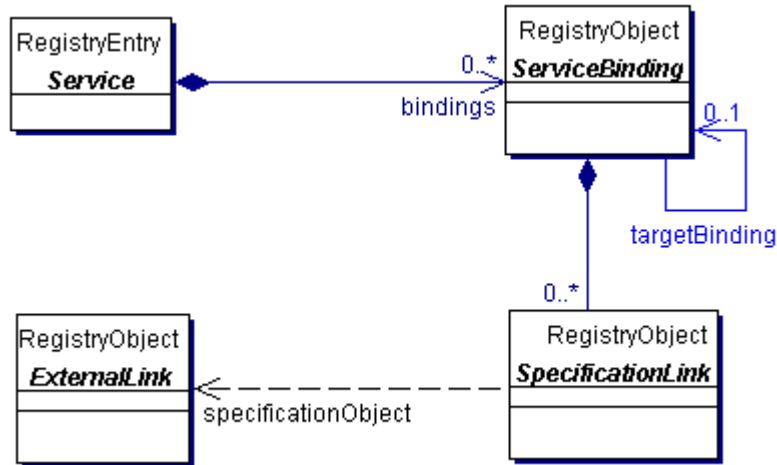 RegistryEntry
Service
RegistryObject
ServiceBinding
0..*
bindings
0..1
targetBinding
0..*
RegistryObject
ExternalLink
RegistryObject
SpecificationLink
specificationObject